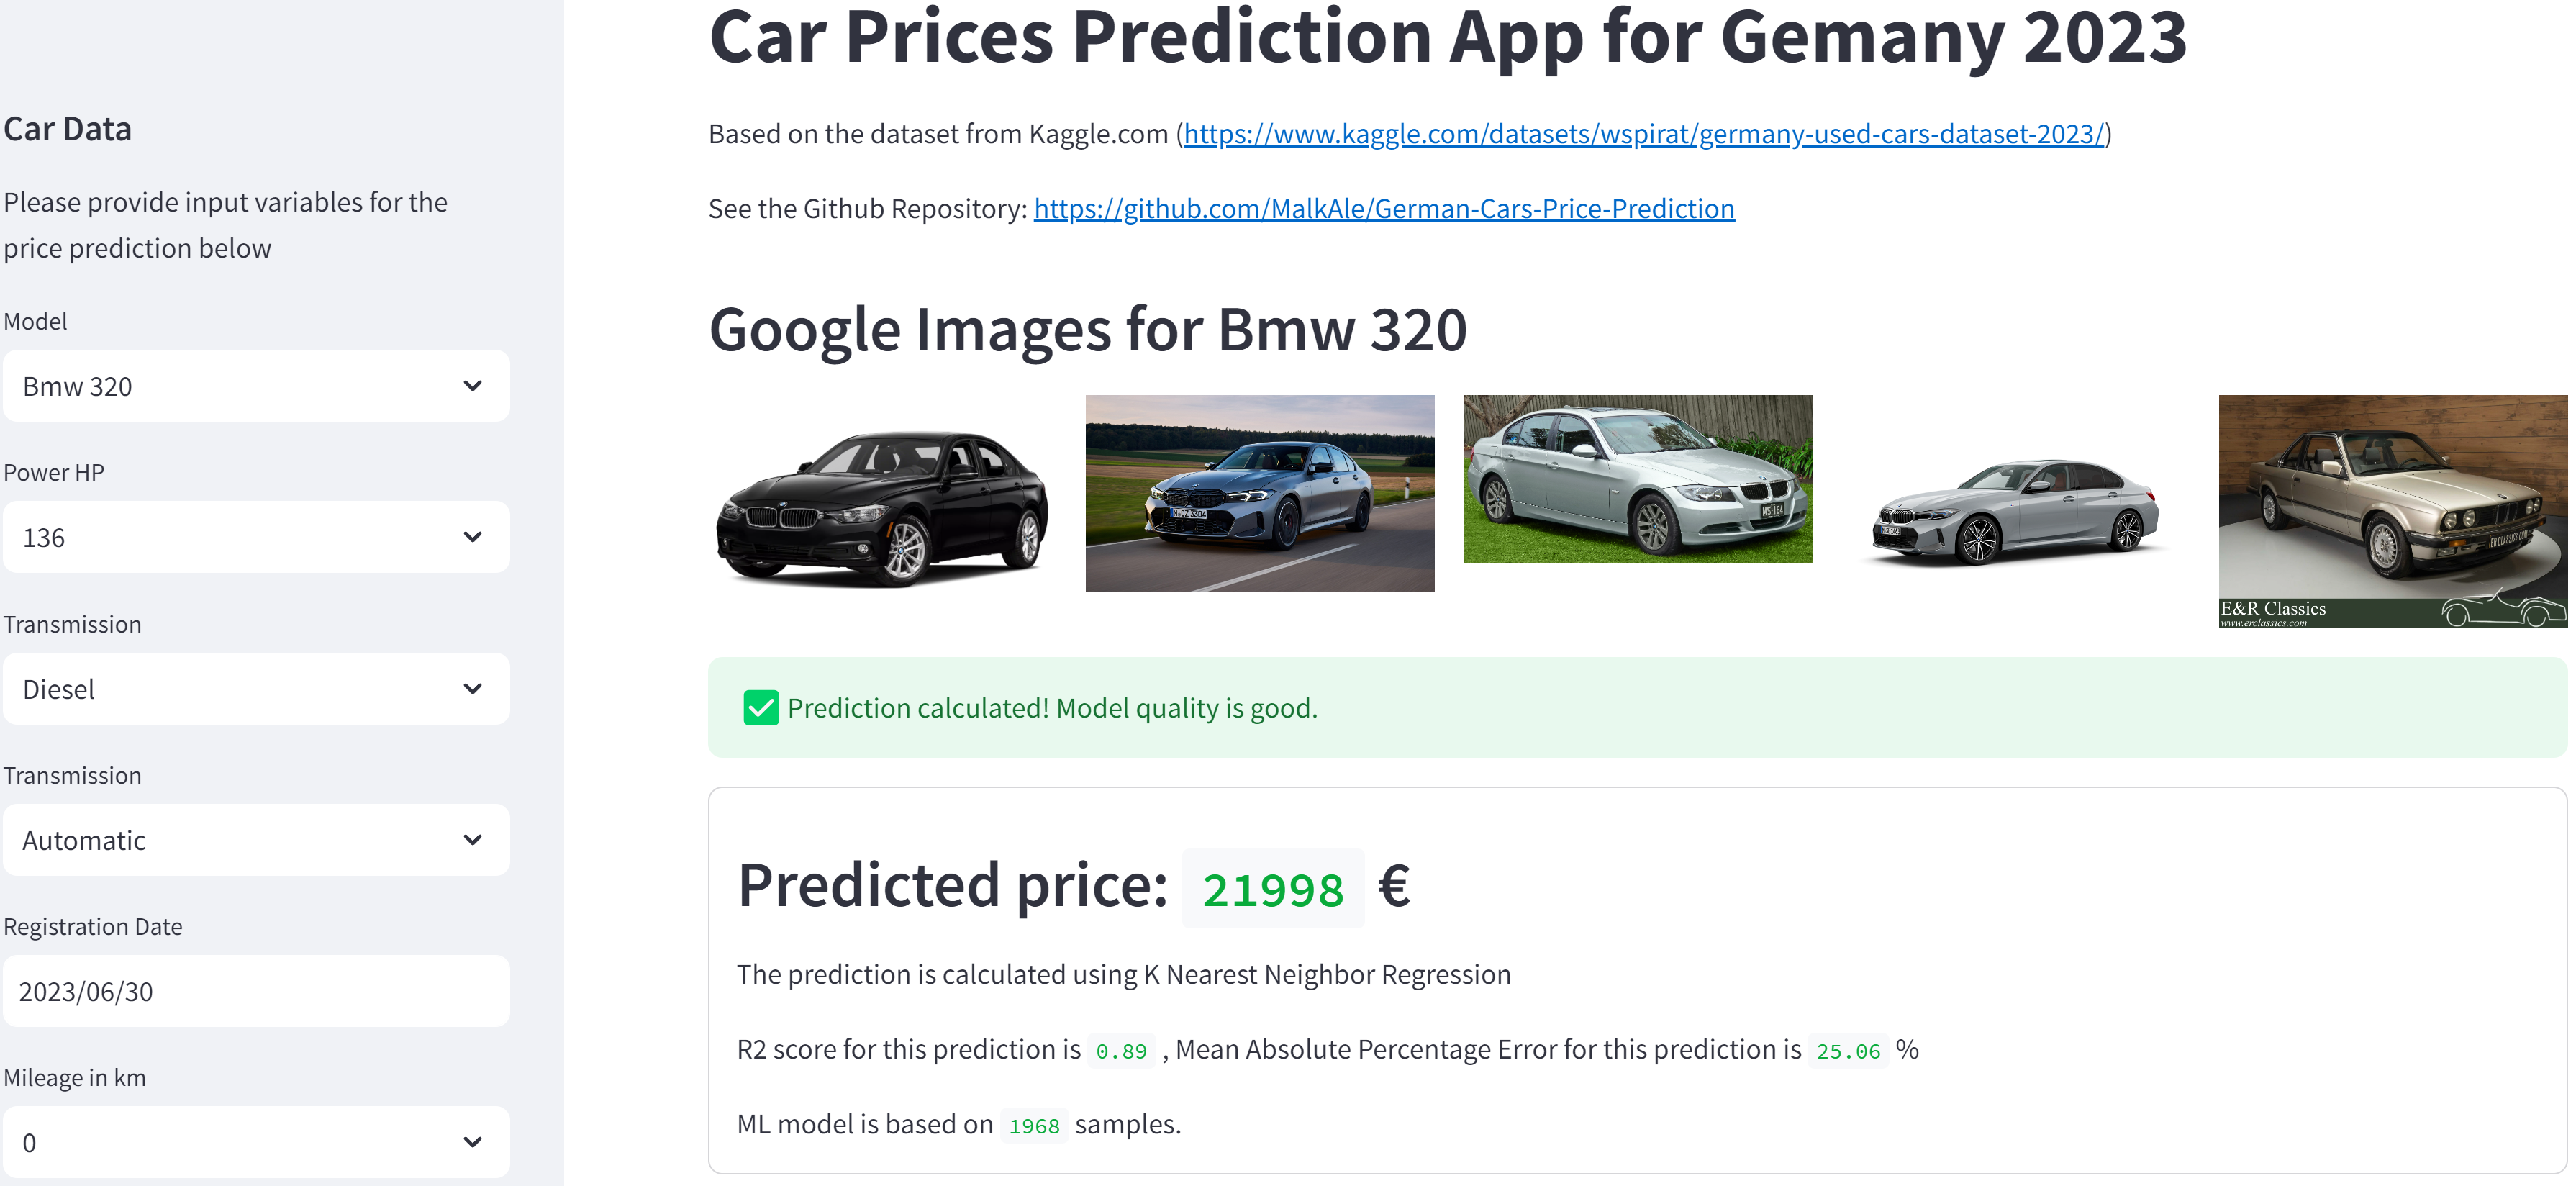 Car Data
Please provide input variables for the
price prediction below
Model
Bmw 320
Power HP
136
Transmission
Diesel
Transmission
Automatic
Registration Date
2023/06/30
Mileage in km
0
Car Prices Prediction App for Gemany 2023
Based on the dataset from Kaggle.com (https://www.kaggle.com/datasets/wspirat/germany-used-cars-dataset-2023/)
See the Github Repository: https://github.com/MalkAle/German-Cars-Price-Prediction
Google Images for Bmw 320
E&R Classics
www.erclassics.com
Prediction calculated! Model quality is good.
Predicted price: 21998 €
The prediction is calculated using K Nearest Neighbor Regression
R2 score for this prediction is 0.89 , Mean Absolute Percentage Error for this prediction is 25.06 %
ML model is based on 1968 samples.